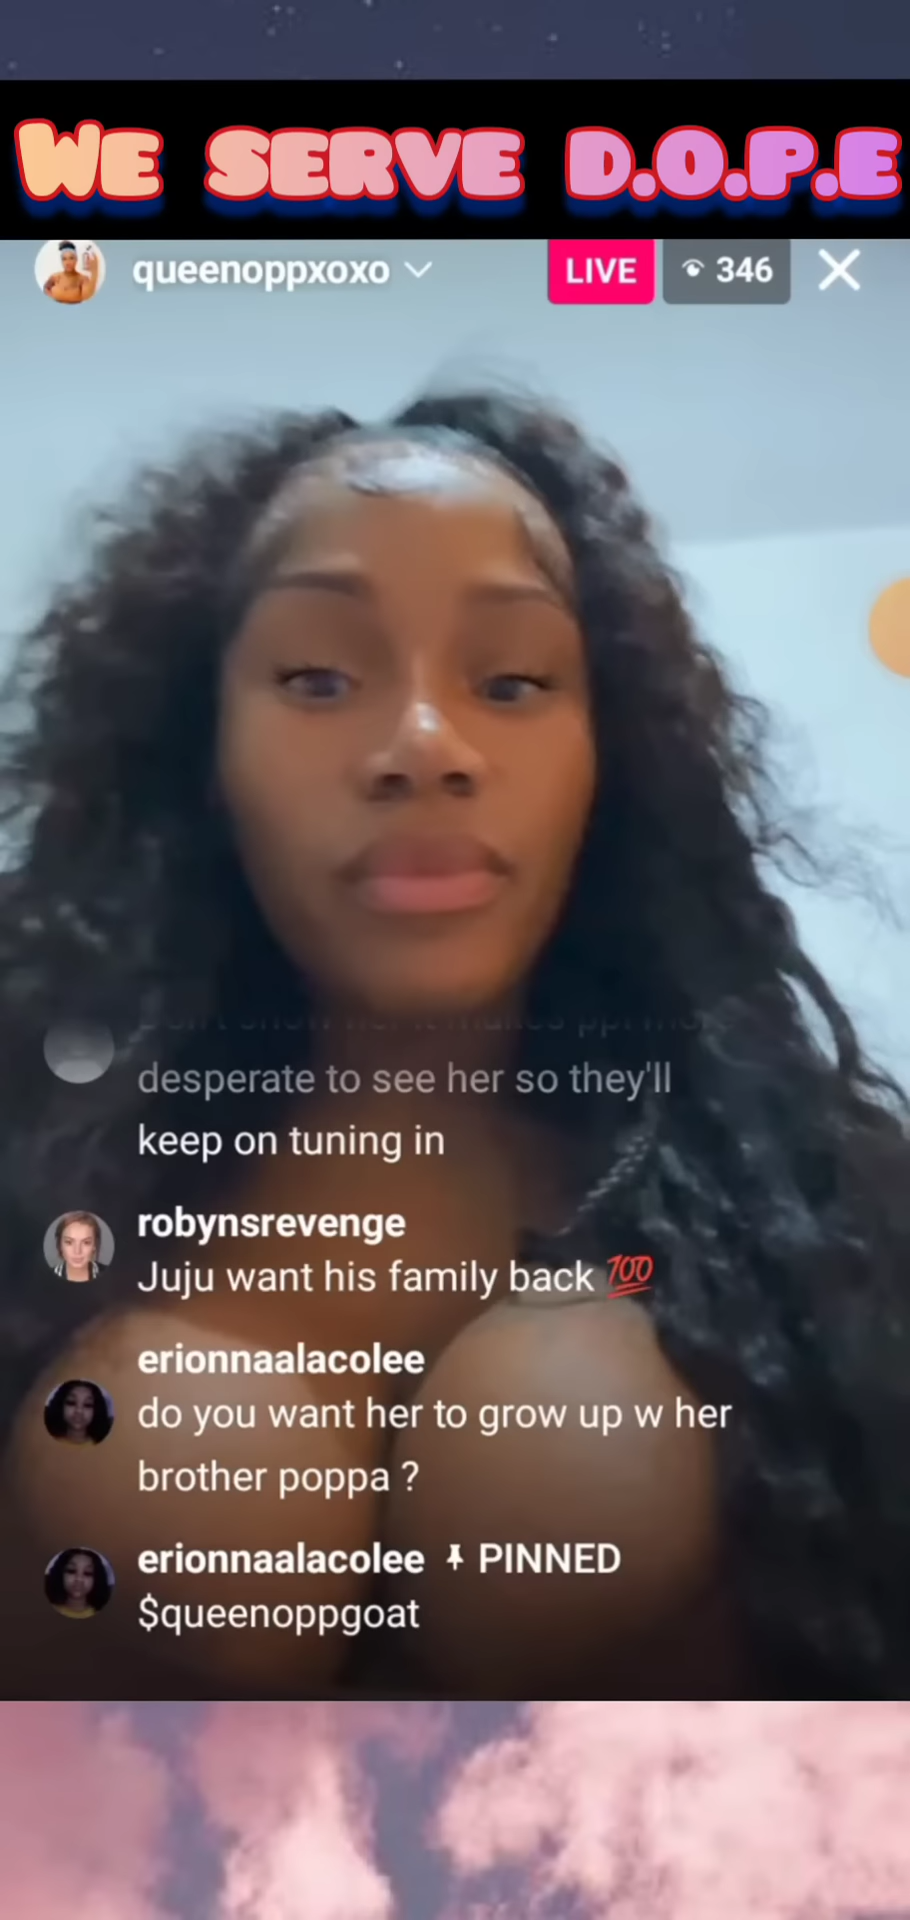 WE SERVE D.O.P.E
queenoppxoxo
LIVE 346
desperate to see her so they'll
keep on tuning in
robynsrevenge
Juju want his family back 💯
erionnaalacolee
do you want her to grow up w her
brother poppa ?
erionnaalacolee PINNED
$queenoppgoat